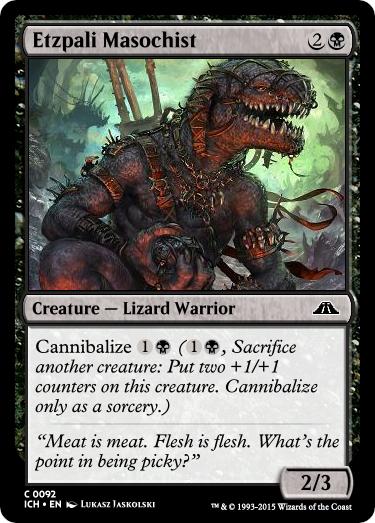 Etzpali Masochist 2
Creature — Lizard Warrior
Cannibalize 1 (1, Sacrifice
another creature: Put two +1/+1
counters on this creature. Cannibalize
only as a sorcery.)
“Meat is meat. Flesh is flesh. What's the
point in being picky?”
2/3
C 0092
ICH • EN Lukasz Jaskolski
™ & © 1993-2015 Wizards of the Coast